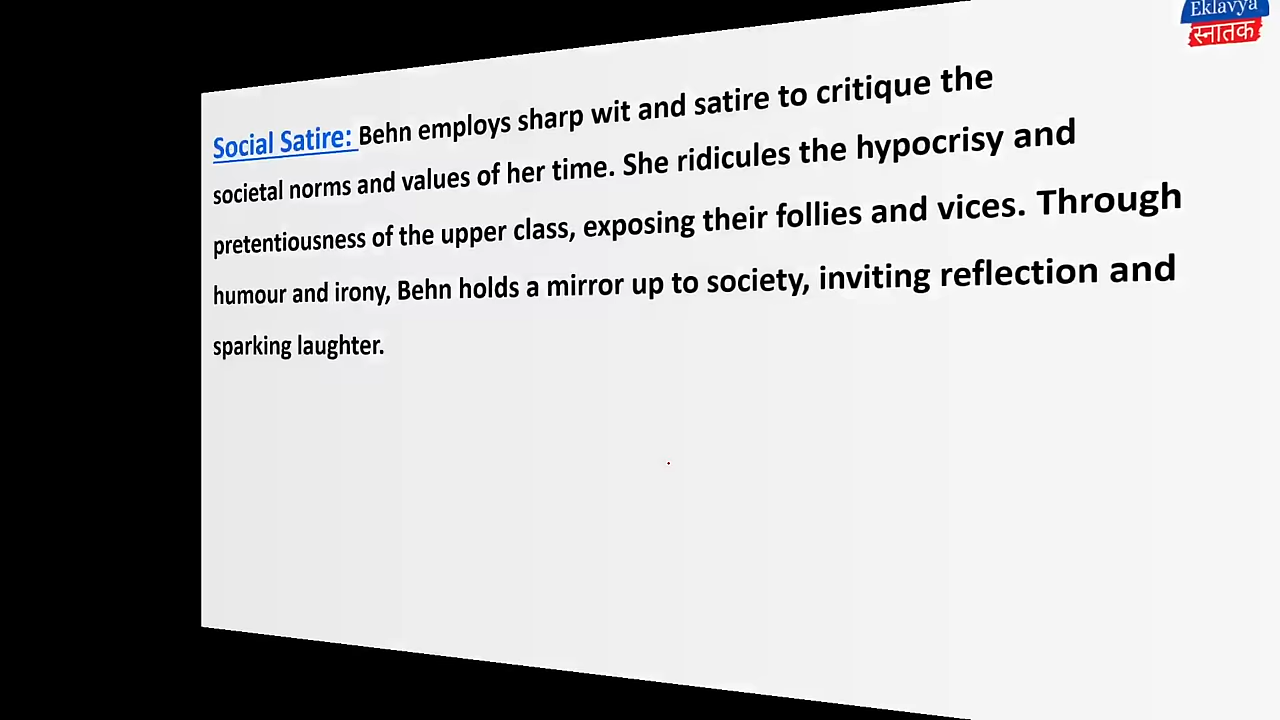 Eklavya
स्नातक
Social Satire: Behn employs sharp wit and satire to critique the
societal norms and values of her time. She ridicules the hypocrisy and
pretentiousness of the upper class, exposing their follies and vices. Through
humour and irony, Behn holds a mirror up to society, inviting reflection and
sparking laughter.